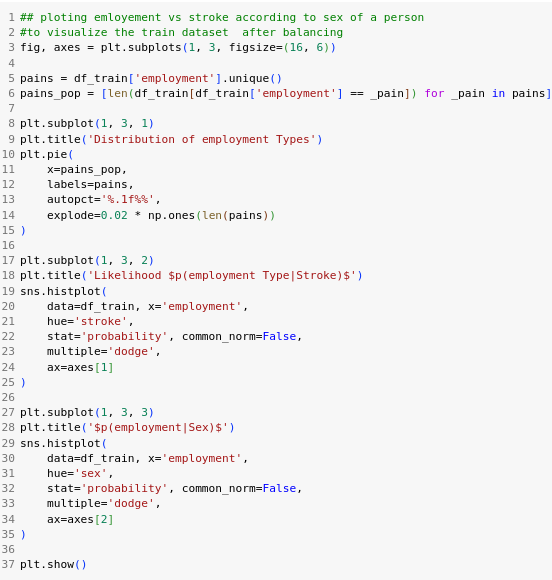 1 ## ploting emloyement vs stroke according to sex of a person
2 #to visualize the train dataset  after balancing
3 fig, axes = plt.subplots(1, 3, figsize=(16, 6))
4
5 pains = df_train['employment'].unique()
6 pains_pop = [len(df_train[df_train['employment'] == _pain]) for _pain in pains]
7
8 plt.subplot(1, 3, 1)
9 plt.title('Distribution of employment Types')
10 plt.pie(
11     x=pains_pop,
12     labels=pains,
13     autopct='%.1f%%',
14     explode=0.02 * np.ones(len(pains))
15 )
16
17 plt.subplot(1, 3, 2)
18 plt.title('Likelihood $p(employment Type|Stroke)$')
19 sns.histplot(
20     data=df_train, x='employment',
21     hue='stroke',
22     stat='probability', common_norm=False,
23     multiple='dodge',
24     ax=axes[1]
25 )
26
27 plt.subplot(1, 3, 3)
28 plt.title('$p(employment|Sex)$')
29 sns.histplot(
30     data=df_train, x='employment',
31     hue='sex',
32     stat='probability', common_norm=False,
33     multiple='dodge',
34     ax=axes[2]
35 )
36
37 plt.show()